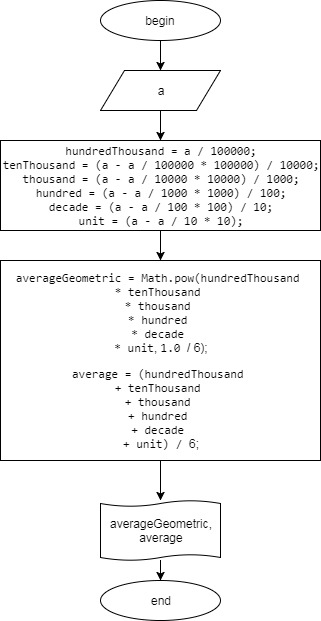 begin
a
hundredThousand = a / 100000;
tenThousand = (a - a / 100000 * 100000) / 10000;
thousand = (a - a / 10000 * 10000) / 1000;
hundred = (a - a / 1000 * 1000) / 100;
decade = (a - a / 100 * 100) / 10;
unit = (a - a / 10 * 10);
averageGeometric = Math.pow(hundredThousand
* tenThousand
* thousand
* hundred
* decade
* unit, 1.0 / 6);
average = (hundredThousand
+ tenThousand
+ thousand
+ hundred
+ decade
+ unit) / 6;
averageGeometric,
average
end